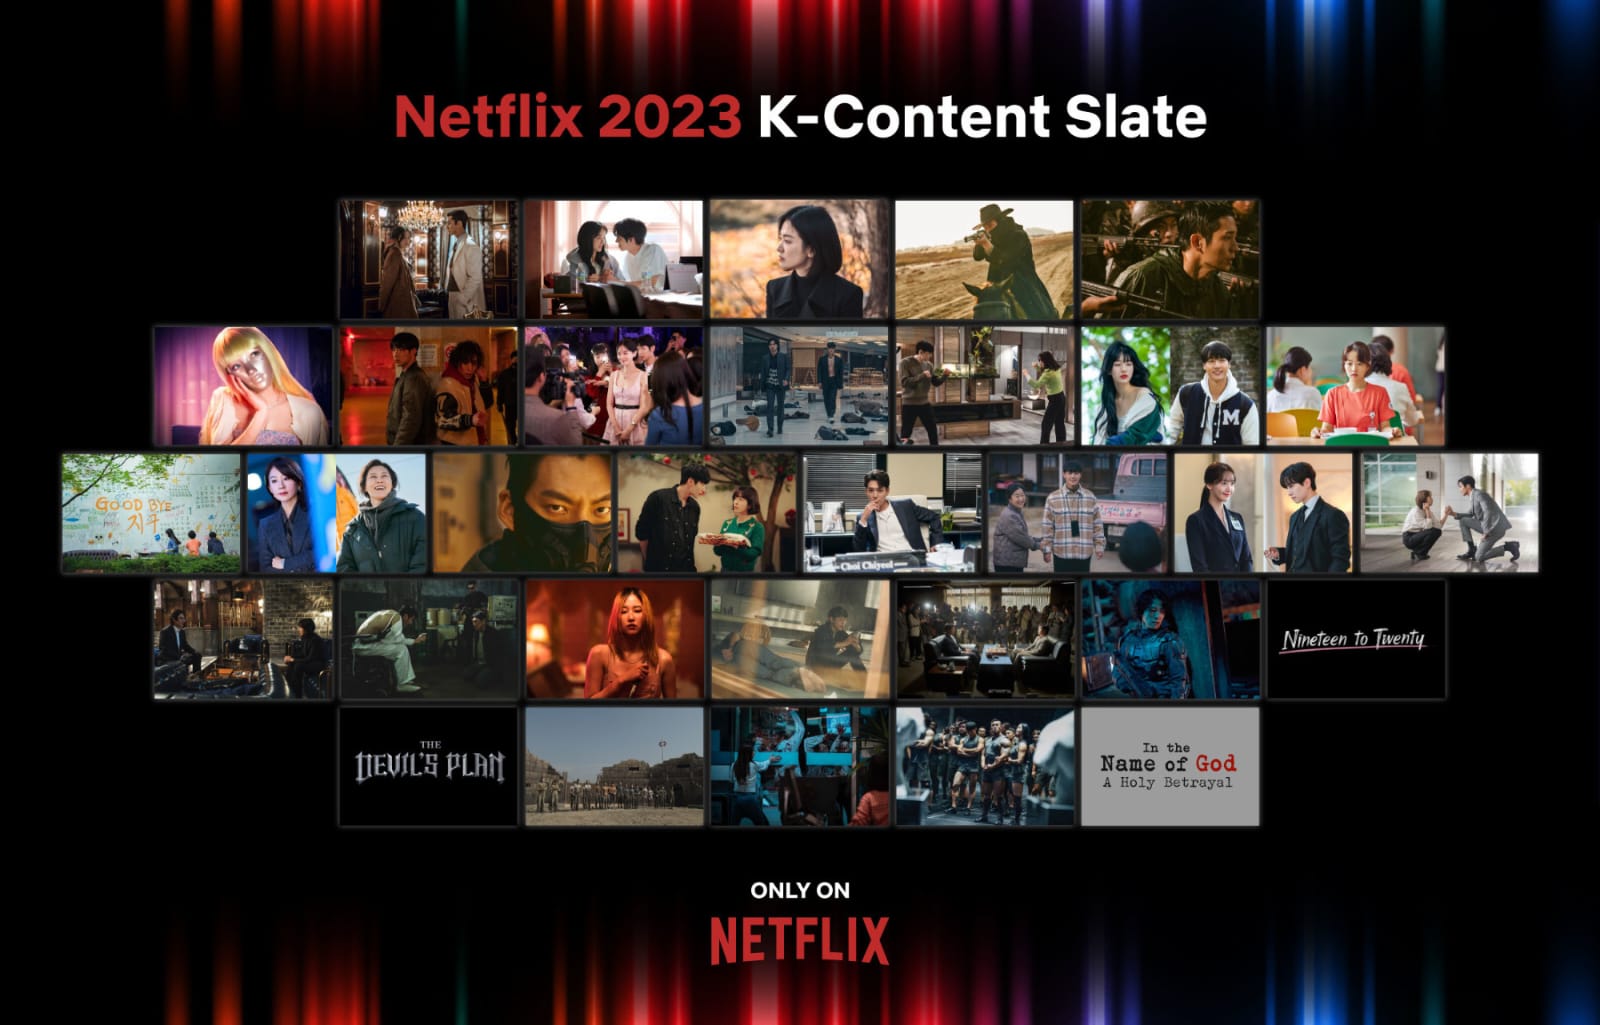 Netflix 2023 K-Content Slate
M
GOOD BYE
지구
Choi Chiyeol
Nineteen to Twenty
THE
DEVIL'S PLAN
In the
Name of God
A Holy Betrayal
ONLY ON
NETFLIX